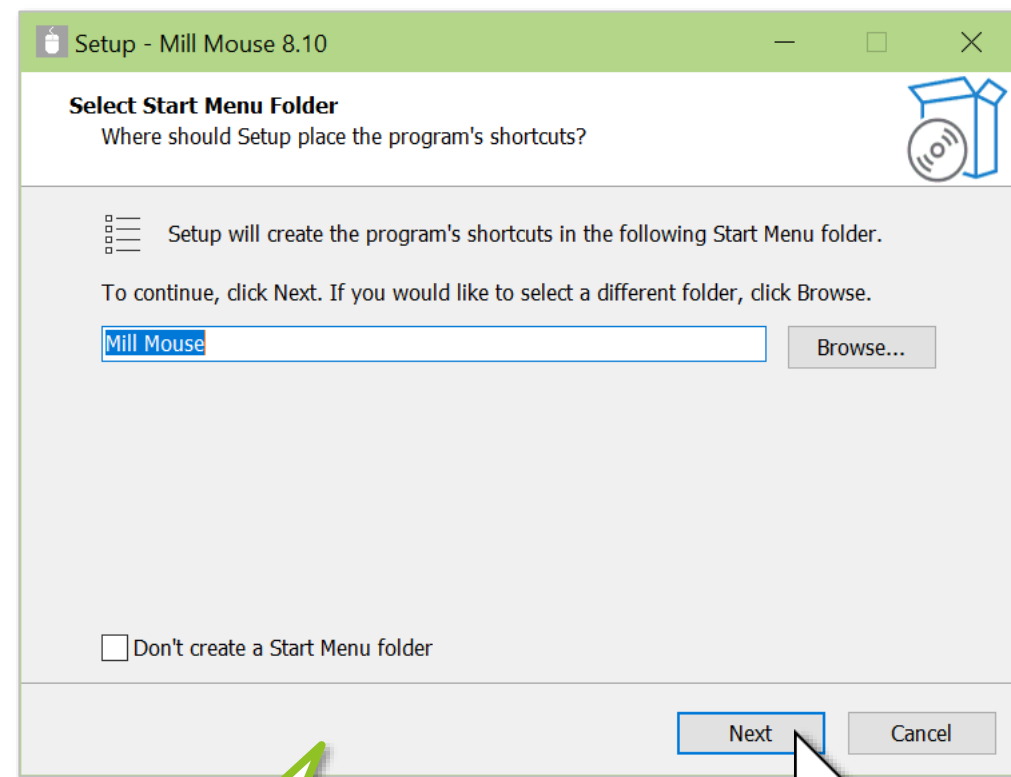 Setup - Mill Mouse 8.10
Select Start Menu Folder
Where should Setup place the program's shortcuts?
Setup will create the program's shortcuts in the following Start Menu folder.
To continue, click Next. If you would like to select a different folder, click Browse.
Mill Mouse
Browse...
Don't create a Start Menu folder
Next
Cancel